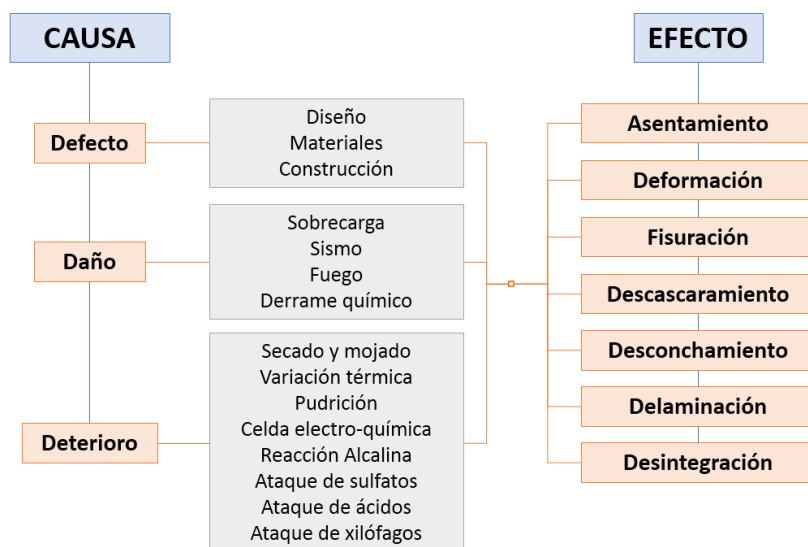 CAUSA
Defecto
Diseño
Materiales
Construcción
Daño
Sobrecarga
Sismo
Fuego
Derrame químico
Deterioro
Secado y mojado
Variación térmica
Pudrición
Celda electro-química
Reacción Alcalina
Ataque de sulfatos
Ataque de ácidos
Ataque de xilófagos
EFECTO
Asentamiento
Deformación
Fisuración
Descascaramiento
Desconchamiento
Delaminación
Desintegración